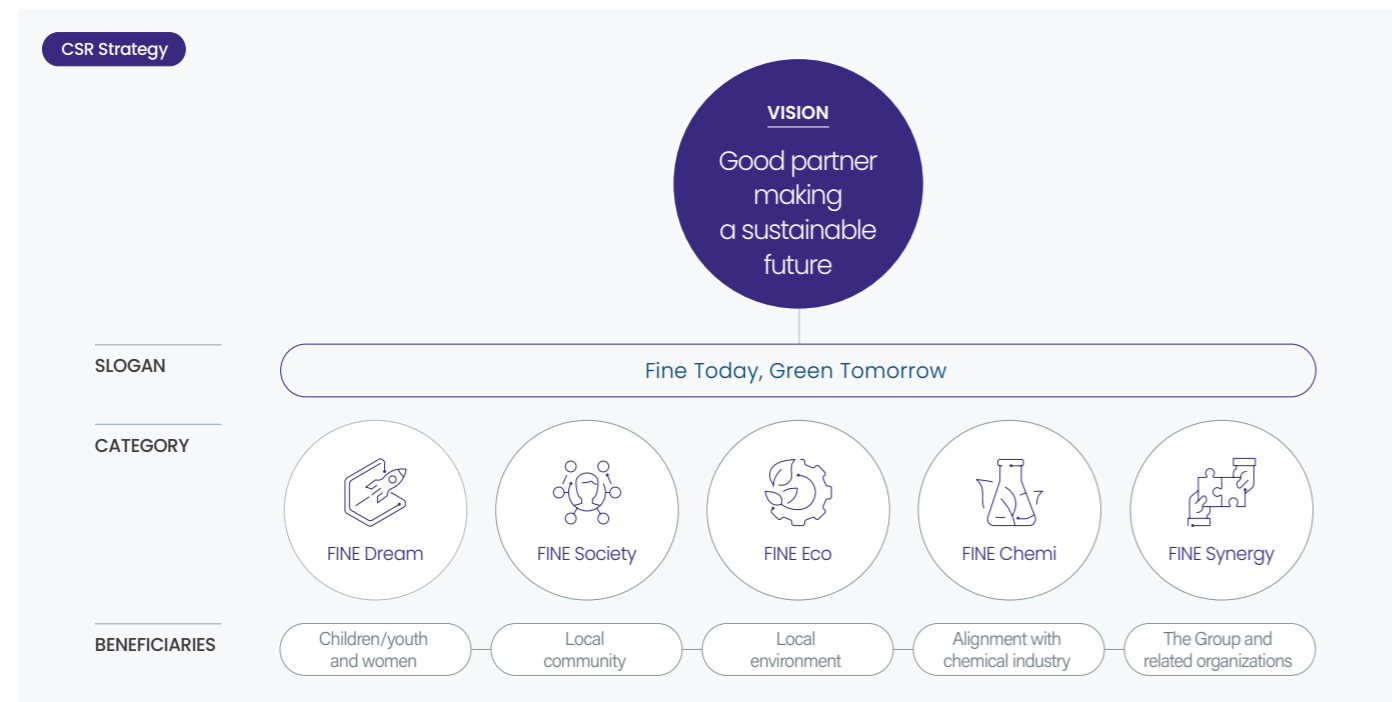 CSR Strategy
VISION
Good partner
making
a sustainable
future
SLOGAN
Fine Today, Green Tomorrow
CATEGORY
FINE Dream
FINE Society
FINE Eco
FINE Chemi
FINE Synergy
BENEFICIARIES
Children/youth
and women
Local
community
Local
environment
Alignment with
chemical industry
The Group and
related organizations